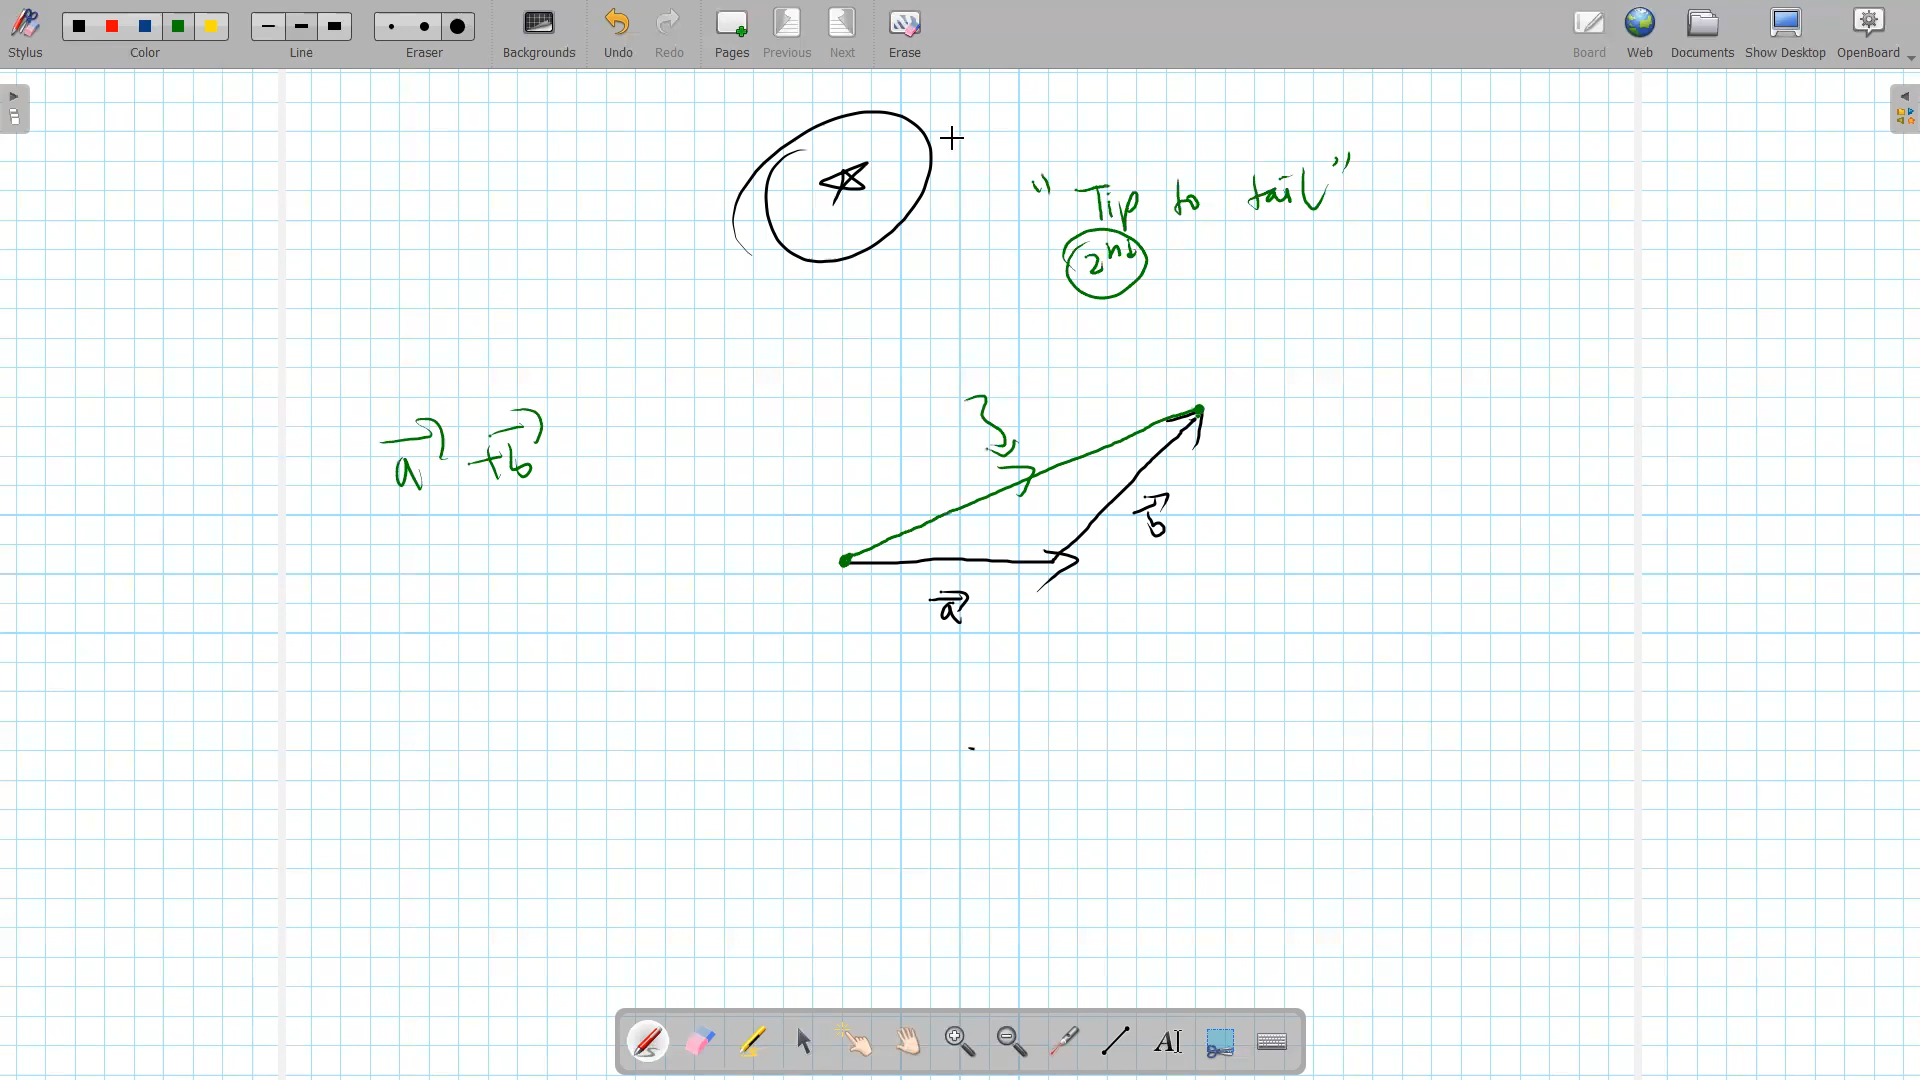 Stylus
Color
Line
Eraser
Backgrounds
Undo
Redo
Pages
Previous
Next
Erase
Board
Web
Documents
Show Desktop
OpenBoard
" Tip to tail "
2nd
a + b
b
a